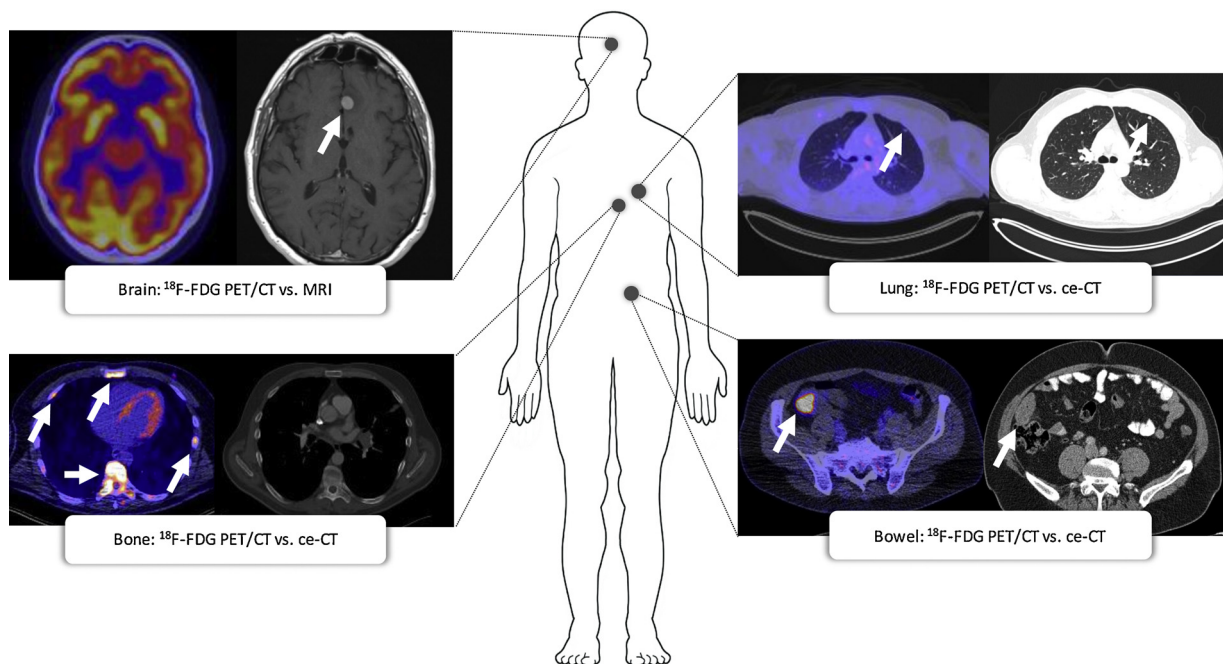 Brain: ¹⁸F-FDG PET/CT vs. MRI
Lung: ¹⁸F-FDG PET/CT vs. ce-CT
Bone: ¹⁸F-FDG PET/CT vs. ce-CT
Bowel: ¹⁸F-FDG PET/CT vs. ce-CT